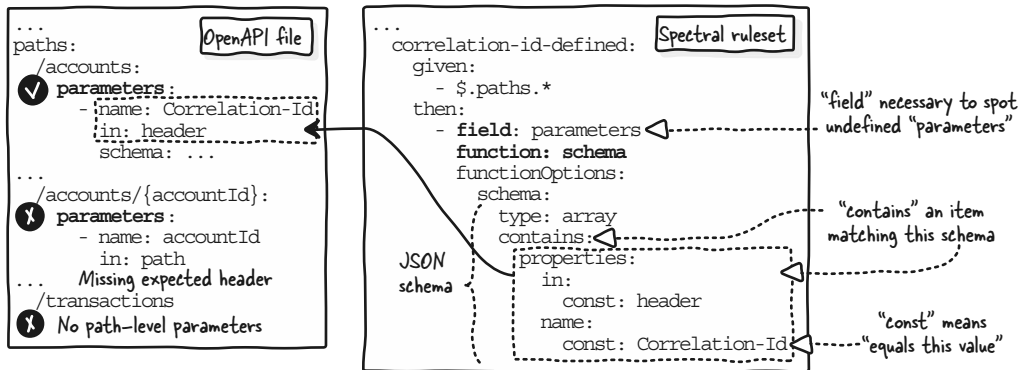 OpenAPI file
...
paths:
/accounts:
parameters:
- name: Correlation-Id
in: header
schema: ...
...
/accounts/{accountId}:
parameters:
- name: accountId
in: path
... Missing expected header
/transactions
No path-level parameters
Spectral ruleset
...
correlation-id-defined:
given:
- $.paths.*
then:
- field: parameters
function: schema
functionOptions:
schema:
type: array
contains:
properties:
in:
const: header
name:
const: Correlation-Id
JSON
schema
“field” necessary to spot
undefined “parameters”
“contains” an item
matching this schema
“const” means
“equals this value”